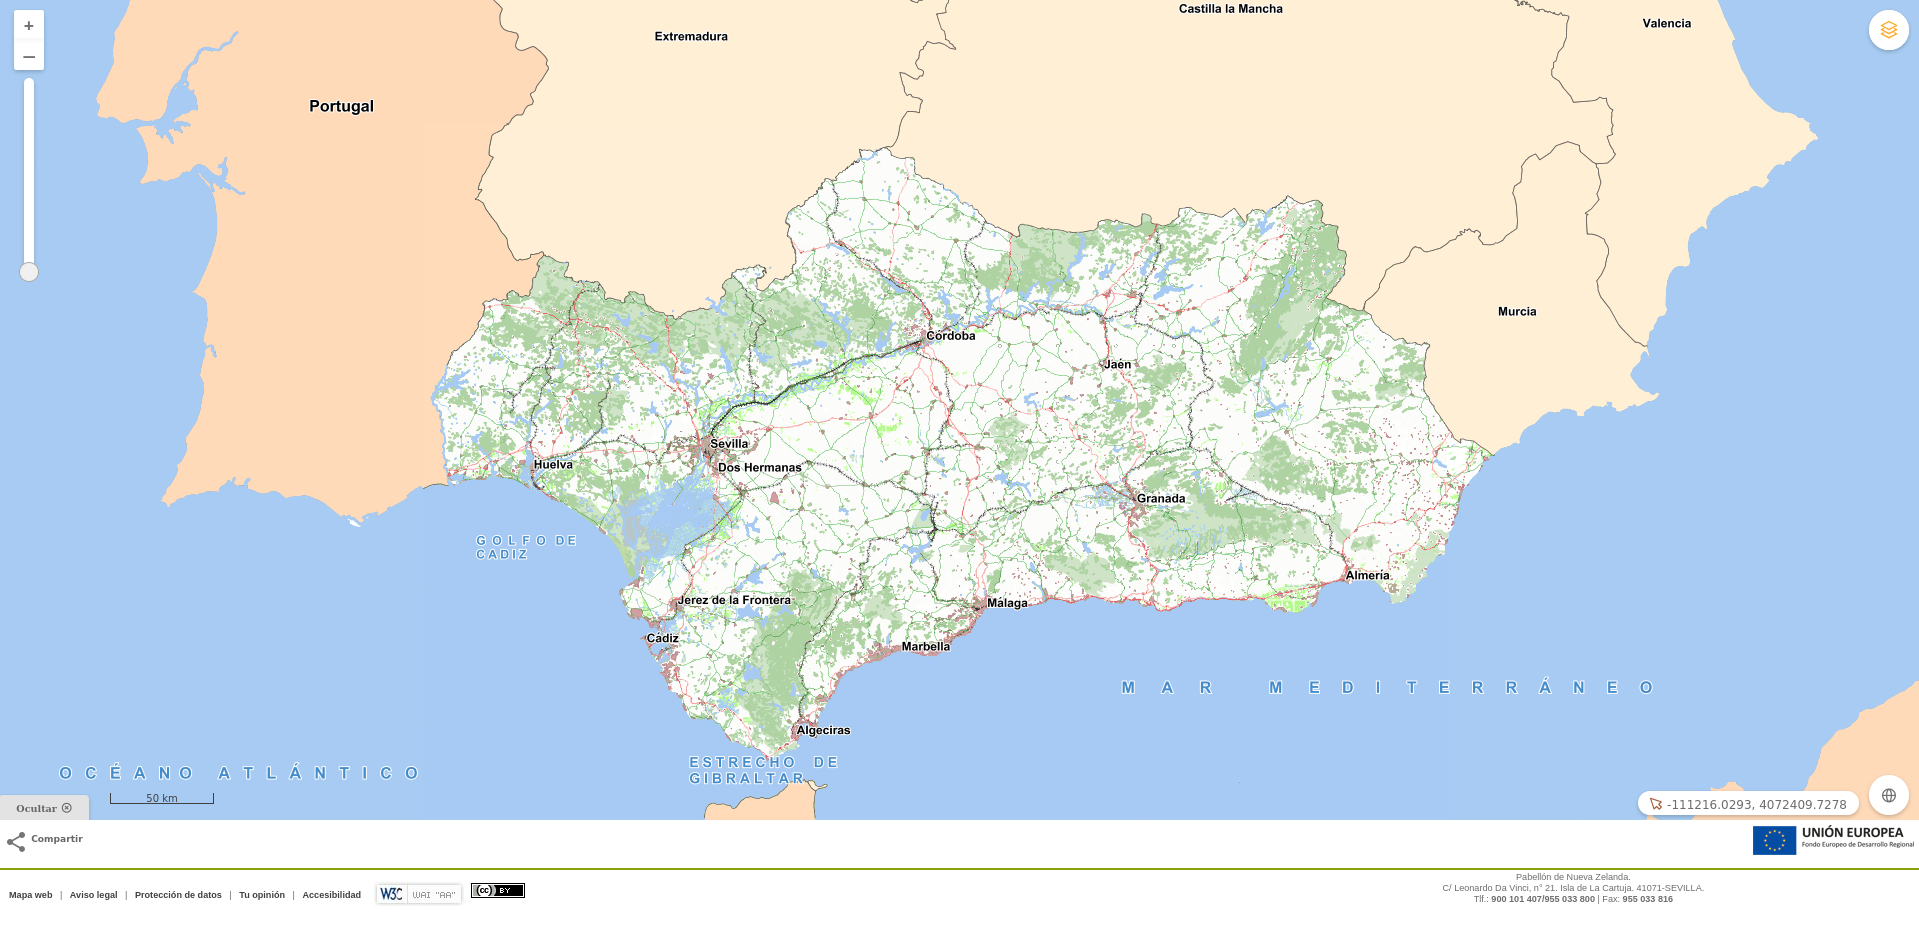 +
–
Castilla la Mancha
Valencia
Extremadura
Portugal
Murcia
Córdoba
Jaén
Sevilla
Huelva
Dos Hermanas
Granada
GOLFO DE
CADIZ
Almería
Jerez de la Frontera
Málaga
Cádiz
Marbella
MAR MEDITERRÁNEO
Algeciras
ESTRECHO DE
GIBRALTAR
OCÉANO ATLÁNTICO
50 km
Ocultar
-111216.0293, 4072409.7278
Compartir
UNIÓN EUROPEA
Fondo Europeo de Desarrollo Regional
Mapa web | Aviso legal | Protección de datos | Tu opinión | Accesibilidad
W3C WAI "AA"
cc BY
Pabellón de Nueva Zelanda.
C/ Leonardo Da Vinci, n° 21. Isla de La Cartuja. 41071-SEVILLA.
Tlf.: 900 101 407/955 033 800 | Fax: 955 033 816